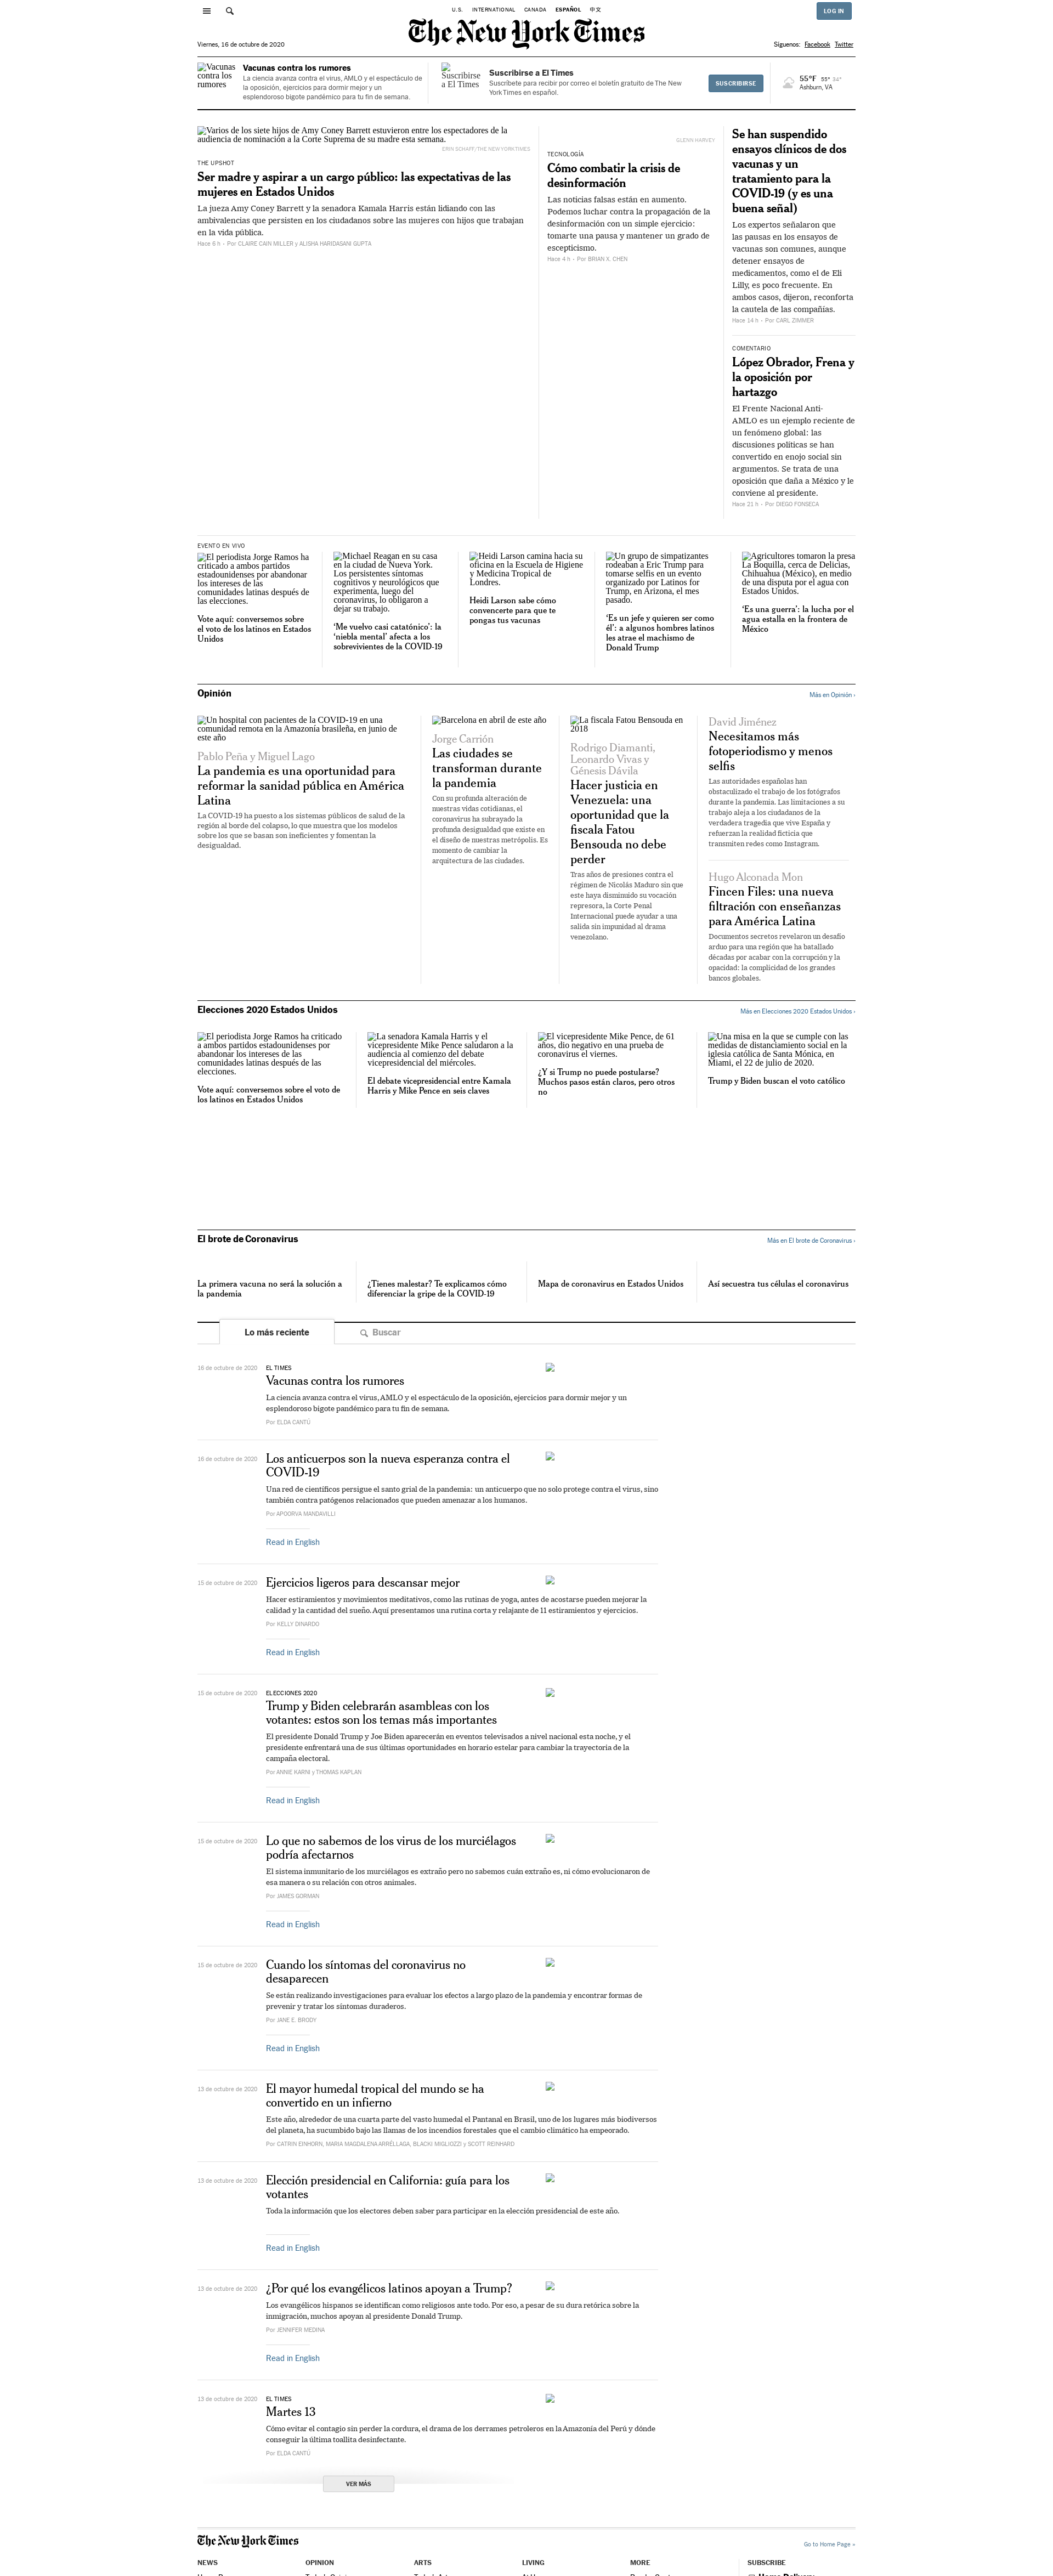 U.S. INTERNATIONAL CANADA ESPAÑOL 中文
LOG IN
The New York Times
Viernes, 16 de octubre de 2020
Síguenos: Facebook Twitter
Vacunas contra los rumores
Vacunas contra los rumores
La ciencia avanza contra el virus, AMLO y el espectáculo de
la oposición, ejercicios para dormir mejor y un
esplendoroso bigote pandémico para tu fin de semana.
Suscribirse a El Times
Suscribirse a El Times
Suscríbete para recibir por correo el boletín gratuito de The New
York Times en español.
SUSCRIBIRSE
55°F 55° 34°
Ashburn, VA
Varios de los siete hijos de Amy Coney Barrett estuvieron entre los espectadores de la
audiencia de nominación a la Corte Suprema de su madre esta semana.
ERIN SCHAFF/THE NEW YORK TIMES
THE UPSHOT
Ser madre y aspirar a un cargo público: las expectativas de las
mujeres en Estados Unidos
La jueza Amy Coney Barrett y la senadora Kamala Harris están lidiando con las
ambivalencias que persisten en los ciudadanos sobre las mujeres con hijos que trabajan
en la vida pública.
Hace 6 h · Por CLAIRE CAIN MILLER y ALISHA HARIDASANI GUPTA
GLENN HARVEY
TECNOLOGÍA
Cómo combatir la crisis de
desinformación
Las noticias falsas están en aumento.
Podemos luchar contra la propagación de la
desinformación con un simple ejercicio:
tomarte una pausa y mantener un grado de
escepticismo.
Hace 4 h · Por BRIAN X. CHEN
Se han suspendido
ensayos clínicos de dos
vacunas y un
tratamiento para la
COVID-19 (y es una
buena señal)
Los expertos señalaron que
las pausas en los ensayos de
vacunas son comunes, aunque
detener ensayos de
medicamentos, como el de Eli
Lilly, es poco frecuente. En
ambos casos, dijeron, reconforta
la cautela de las compañías.
Hace 14 h · Por CARL ZIMMER
COMENTARIO
López Obrador, Frena y
la oposición por
hartazgo
El Frente Nacional Anti-
AMLO es un ejemplo reciente de
un fenómeno global: las
discusiones políticas se han
convertido en enojo social sin
argumentos. Se trata de una
oposición que daña a México y le
conviene al presidente.
Hace 21 h · Por DIEGO FONSECA
EVENTO EN VIVO
El periodista Jorge Ramos ha
criticado a ambos partidos
estadounidenses por abandonar
los intereses de las
comunidades latinas después de
las elecciones.
Vote aquí: conversemos sobre
el voto de los latinos en Estados
Unidos
Michael Reagan en su casa
en la ciudad de Nueva York.
Los persistentes síntomas
cognitivos y neurológicos que
experimenta, luego del
coronavirus, lo obligaron a
dejar su trabajo.
‘Me vuelvo casi catatónico’: la
‘niebla mental’ afecta a los
sobrevivientes de la COVID-19
Heidi Larson camina hacia su
oficina en la Escuela de Higiene
y Medicina Tropical de
Londres.
Heidi Larson sabe cómo
convencerte para que te
pongas tus vacunas
Un grupo de simpatizantes
rodeaban a Eric Trump para
tomarse selfis en un evento
organizado por Latinos for
Trump, en Arizona, el mes
pasado.
‘Es un jefe y quieren ser como
él’: a algunos hombres latinos
les atrae el machismo de
Donald Trump
Agricultores tomaron la presa
La Boquilla, cerca de Delicias,
Chihuahua (México), en medio
de una disputa por el agua con
Estados Unidos.
‘Es una guerra’: la lucha por el
agua estalla en la frontera de
México
Opinión
Más en Opinión ›
Un hospital con pacientes de la COVID-19 en una
comunidad remota en la Amazonía brasileña, en junio de
este año
Pablo Peña y Miguel Lago
La pandemia es una oportunidad para
reformar la sanidad pública en América
Latina
La COVID-19 ha puesto a los sistemas públicos de salud de la
región al borde del colapso, lo que muestra que los modelos
sobre los que se basan son ineficientes y fomentan la
desigualdad.
Barcelona en abril de este año
Jorge Carrión
Las ciudades se
transforman durante
la pandemia
Con su profunda alteración de
nuestras vidas cotidianas, el
coronavirus ha subrayado la
profunda desigualdad que existe en
el diseño de nuestras metrópolis. Es
momento de cambiar la
arquitectura de las ciudades.
La fiscala Fatou Bensouda en
2018
Rodrigo Diamanti,
Leonardo Vivas y
Génesis Dávila
Hacer justicia en
Venezuela: una
oportunidad que la
fiscala Fatou
Bensouda no debe
perder
Tras años de presiones contra el
régimen de Nicolás Maduro sin que
este haya disminuido su vocación
represora, la Corte Penal
Internacional puede ayudar a una
salida sin impunidad al drama
venezolano.
David Jiménez
Necesitamos más
fotoperiodismo y menos
selfis
Las autoridades españolas han
obstaculizado el trabajo de los fotógrafos
durante la pandemia. Las limitaciones a su
trabajo aleja a los ciudadanos de la
verdadera tragedia que vive España y
refuerzan la realidad ficticia que
transmiten redes como Instagram.
Hugo Alconada Mon
Fincen Files: una nueva
filtración con enseñanzas
para América Latina
Documentos secretos revelaron un desafío
arduo para una región que ha batallado
décadas por acabar con la corrupción y la
opacidad: la complicidad de los grandes
bancos globales.
Elecciones 2020 Estados Unidos
Más en Elecciones 2020 Estados Unidos ›
El periodista Jorge Ramos ha criticado
a ambos partidos estadounidenses por
abandonar los intereses de las
comunidades latinas después de las
elecciones.
Vote aquí: conversemos sobre el voto de
los latinos en Estados Unidos
La senadora Kamala Harris y el
vicepresidente Mike Pence saludaron a la
audiencia al comienzo del debate
vicepresidencial del miércoles.
El debate vicepresidencial entre Kamala
Harris y Mike Pence en seis claves
El vicepresidente Mike Pence, de 61
años, dio negativo en una prueba de
coronavirus el viernes.
¿Y si Trump no puede postularse?
Muchos pasos están claros, pero otros
no
Una misa en la que se cumple con las
medidas de distanciamiento social en la
iglesia católica de Santa Mónica, en
Miami, el 22 de julio de 2020.
Trump y Biden buscan el voto católico
El brote de Coronavirus
Más en El brote de Coronavirus ›
La primera vacuna no será la solución a
la pandemia
¿Tienes malestar? Te explicamos cómo
diferenciar la gripe de la COVID-19
Mapa de coronavirus en Estados Unidos
Así secuestra tus células el coronavirus
Lo más reciente
Buscar
16 de octubre de 2020
EL TIMES
Vacunas contra los rumores
La ciencia avanza contra el virus, AMLO y el espectáculo de la oposición, ejercicios para dormir mejor y un
esplendoroso bigote pandémico para tu fin de semana.
Por ELDA CANTÚ
16 de octubre de 2020
Los anticuerpos son la nueva esperanza contra el
COVID-19
Una red de científicos persigue el santo grial de la pandemia: un anticuerpo que no solo protege contra el virus, sino
también contra patógenos relacionados que pueden amenazar a los humanos.
Por APOORVA MANDAVILLI
Read in English
15 de octubre de 2020
Ejercicios ligeros para descansar mejor
Hacer estiramientos y movimientos meditativos, como las rutinas de yoga, antes de acostarse pueden mejorar la
calidad y la cantidad del sueño. Aquí presentamos una rutina corta y relajante de 11 estiramientos y ejercicios.
Por KELLY DINARDO
Read in English
15 de octubre de 2020
ELECCIONES 2020
Trump y Biden celebrarán asambleas con los
votantes: estos son los temas más importantes
El presidente Donald Trump y Joe Biden aparecerán en eventos televisados a nivel nacional esta noche, y el
presidente enfrentará una de sus últimas oportunidades en horario estelar para cambiar la trayectoria de la
campaña electoral.
Por ANNIE KARNI y THOMAS KAPLAN
Read in English
15 de octubre de 2020
Lo que no sabemos de los virus de los murciélagos
podría afectarnos
El sistema inmunitario de los murciélagos es extraño pero no sabemos cuán extraño es, ni cómo evolucionaron de
esa manera o su relación con otros animales.
Por JAMES GORMAN
Read in English
15 de octubre de 2020
Cuando los síntomas del coronavirus no
desaparecen
Se están realizando investigaciones para evaluar los efectos a largo plazo de la pandemia y encontrar formas de
prevenir y tratar los síntomas duraderos.
Por JANE E. BRODY
Read in English
13 de octubre de 2020
El mayor humedal tropical del mundo se ha
convertido en un infierno
Este año, alrededor de una cuarta parte del vasto humedal el Pantanal en Brasil, uno de los lugares más biodiversos
del planeta, ha sucumbido bajo las llamas de los incendios forestales que el cambio climático ha empeorado.
Por CATRIN EINHORN, MARIA MAGDALENA ARRÉLLAGA, BLACKI MIGLIOZZI y SCOTT REINHARD
13 de octubre de 2020
Elección presidencial en California: guía para los
votantes
Toda la información que los electores deben saber para participar en la elección presidencial de este año.
Read in English
13 de octubre de 2020
¿Por qué los evangélicos latinos apoyan a Trump?
Los evangélicos hispanos se identifican como religiosos ante todo. Por eso, a pesar de su dura retórica sobre la
inmigración, muchos apoyan al presidente Donald Trump.
Por JENNIFER MEDINA
Read in English
13 de octubre de 2020
EL TIMES
Martes 13
Cómo evitar el contagio sin perder la cordura, el drama de los derrames petroleros en la Amazonía del Perú y dónde
conseguir la última toallita desinfectante.
Por ELDA CANTÚ
VER MÁS
The New York Times
Go to Home Page »
NEWS OPINION ARTS LIVING MORE SUBSCRIBE